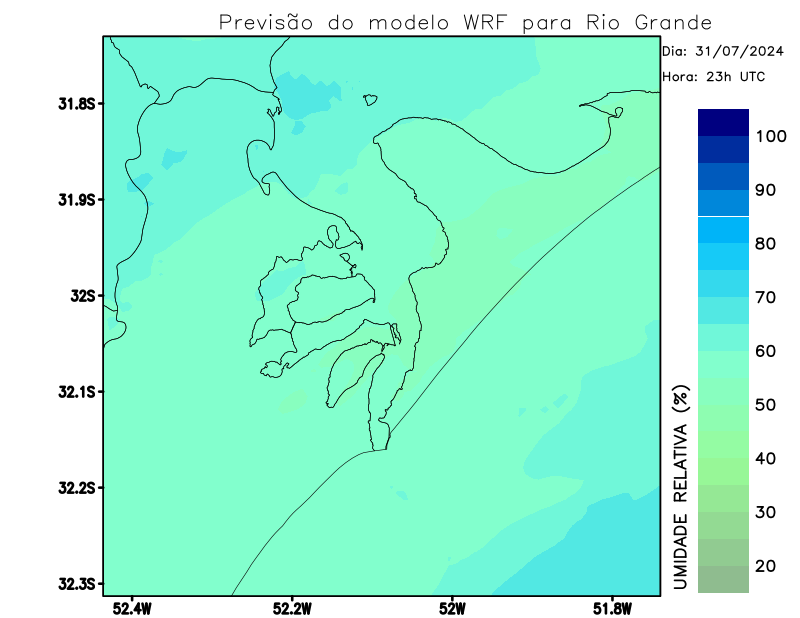 Previsão do modelo WRF para Rio Grande
Dia: 31/07/2024
Hora: 23h UTC
31.8S
31.9S
32S
32.1S
32.2S
32.3S
52.4W
52.2W
52W
51.8W
100
90
80
70
60
50
40
30
20
UMIDADE RELATIVA (%)